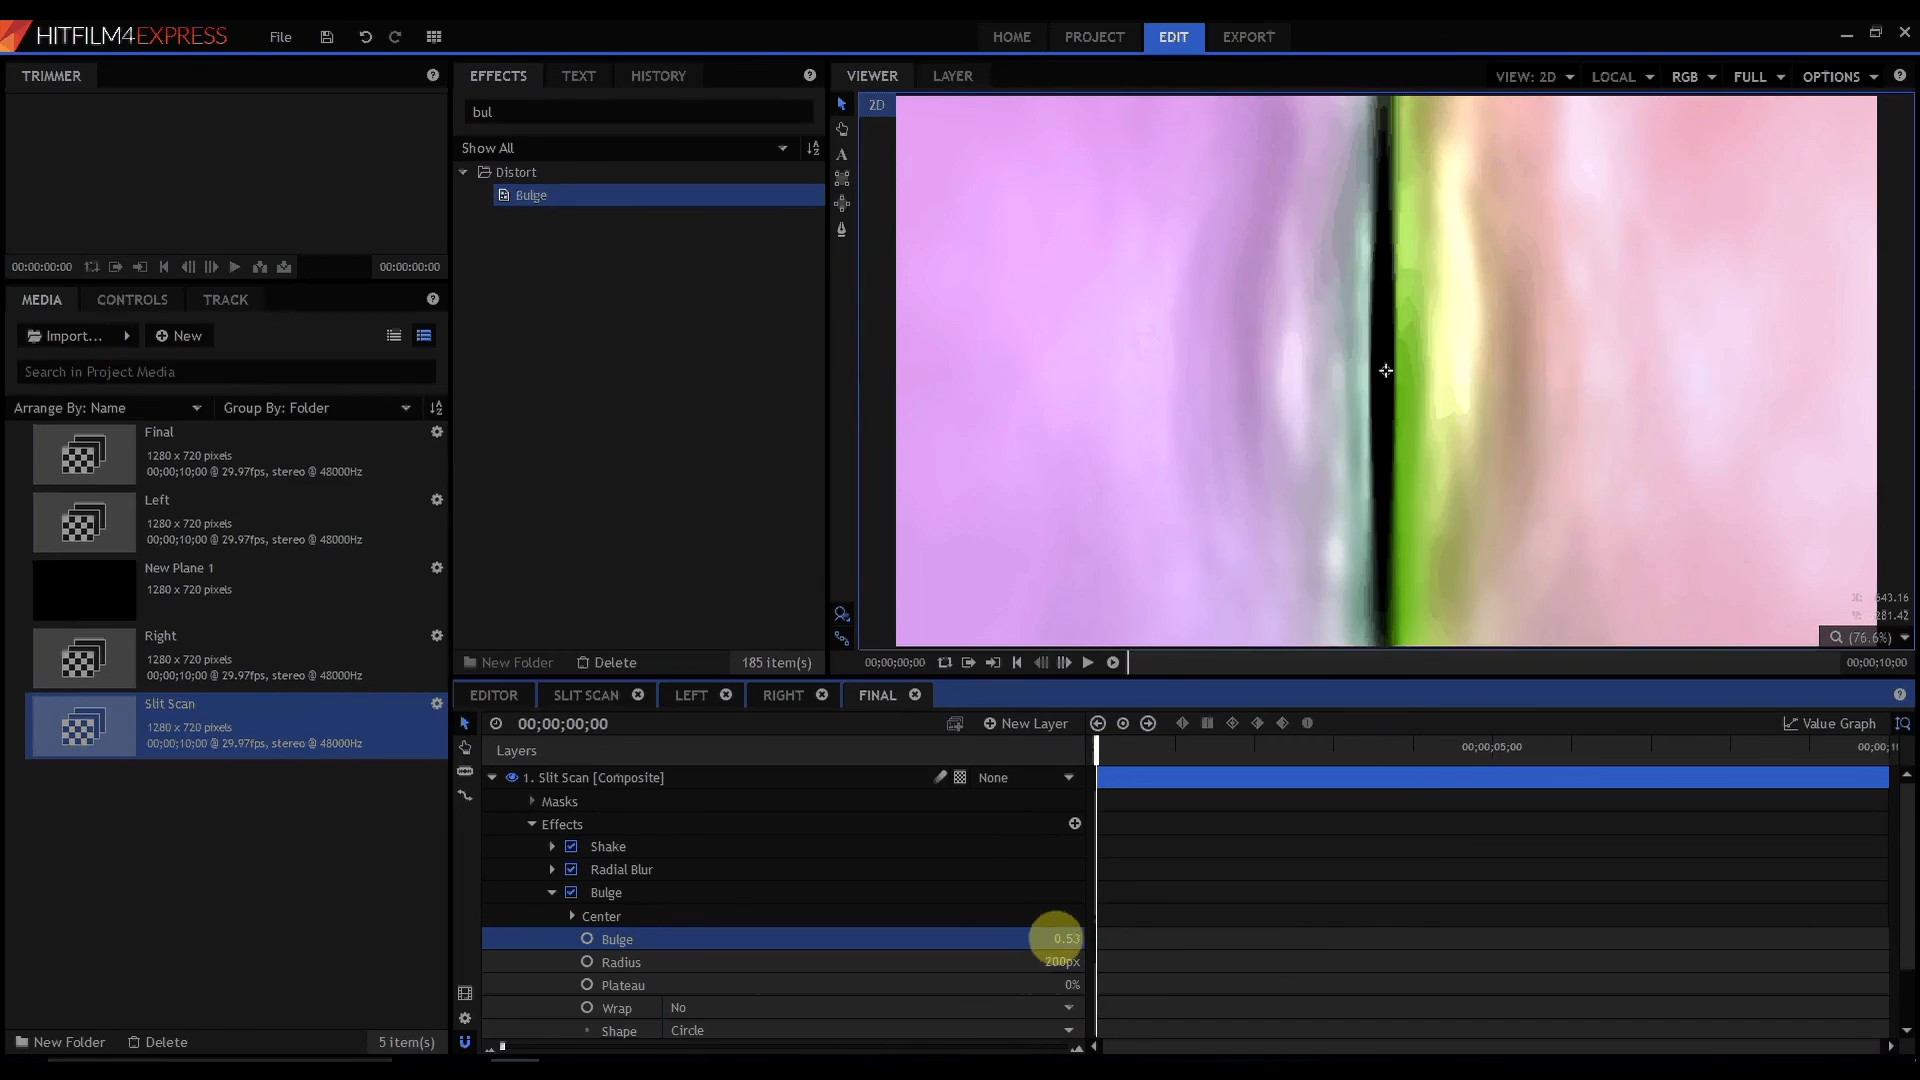 HITFILM4EXPRESS File HOME PROJECT EDIT EXPORT
TRIMMER
EFFECTS TEXT HISTORY
VIEWER LAYER VIEW: 2D LOCAL RGB FULL OPTIONS
2D
bul
Show All
Distort
Bulge
00:00:00:00 00:00:00:00
MEDIA CONTROLS TRACK
Import... New
Search in Project Media
Arrange By: Name Group By: Folder
Final
1280 x 720 pixels
00;00;10;00 @ 29.97fps, stereo @ 48000Hz
Left
1280 x 720 pixels
00;00;10;00 @ 29.97fps, stereo @ 48000Hz
New Plane 1
1280 x 720 pixels
Right
1280 x 720 pixels
00;00;10;00 @ 29.97fps, stereo @ 48000Hz
Slit Scan
1280 x 720 pixels
00;00;10;00 @ 29.97fps, stereo @ 48000Hz
New Folder Delete 5 item(s)
New Folder Delete 185 item(s)
X: 643.16
281.42
(76.6%)
00;00;00;00 00;00;10;00
EDITOR SLIT SCAN LEFT RIGHT FINAL
00;00;00;00 New Layer Value Graph
Layers 00;00;05;00 00;00;1
1. Slit Scan [Composite] None
Masks
Effects
Shake
Radial Blur
Bulge
Center
Bulge 0.53
Radius 200px
Plateau 0%
Wrap No
Shape Circle